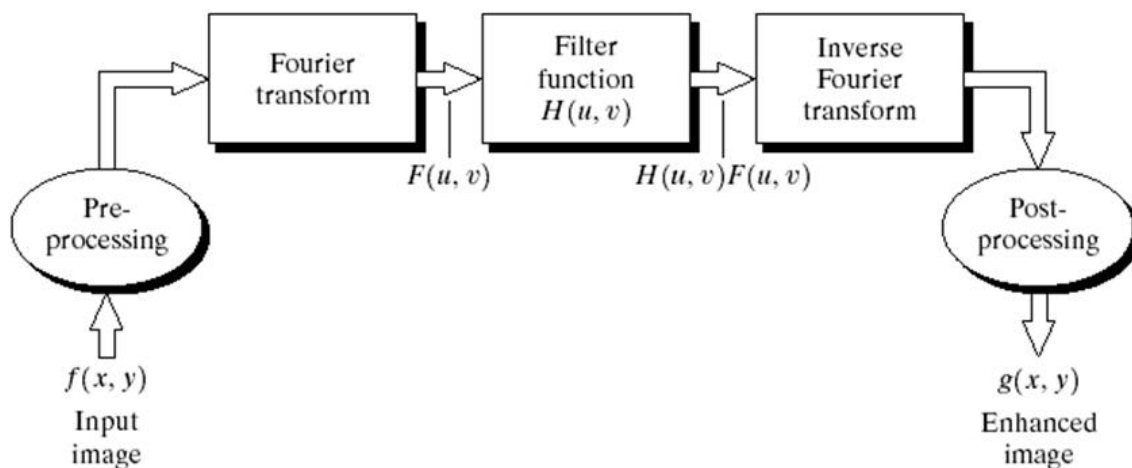 Fourier
transform
Filter
function
H(u, v)
Inverse
Fourier
transform
F(u, v)
H(u, v)F(u, v)
Pre-
processing
Post-
processing
f(x, y)
Input
image
g(x, y)
Enhanced
image